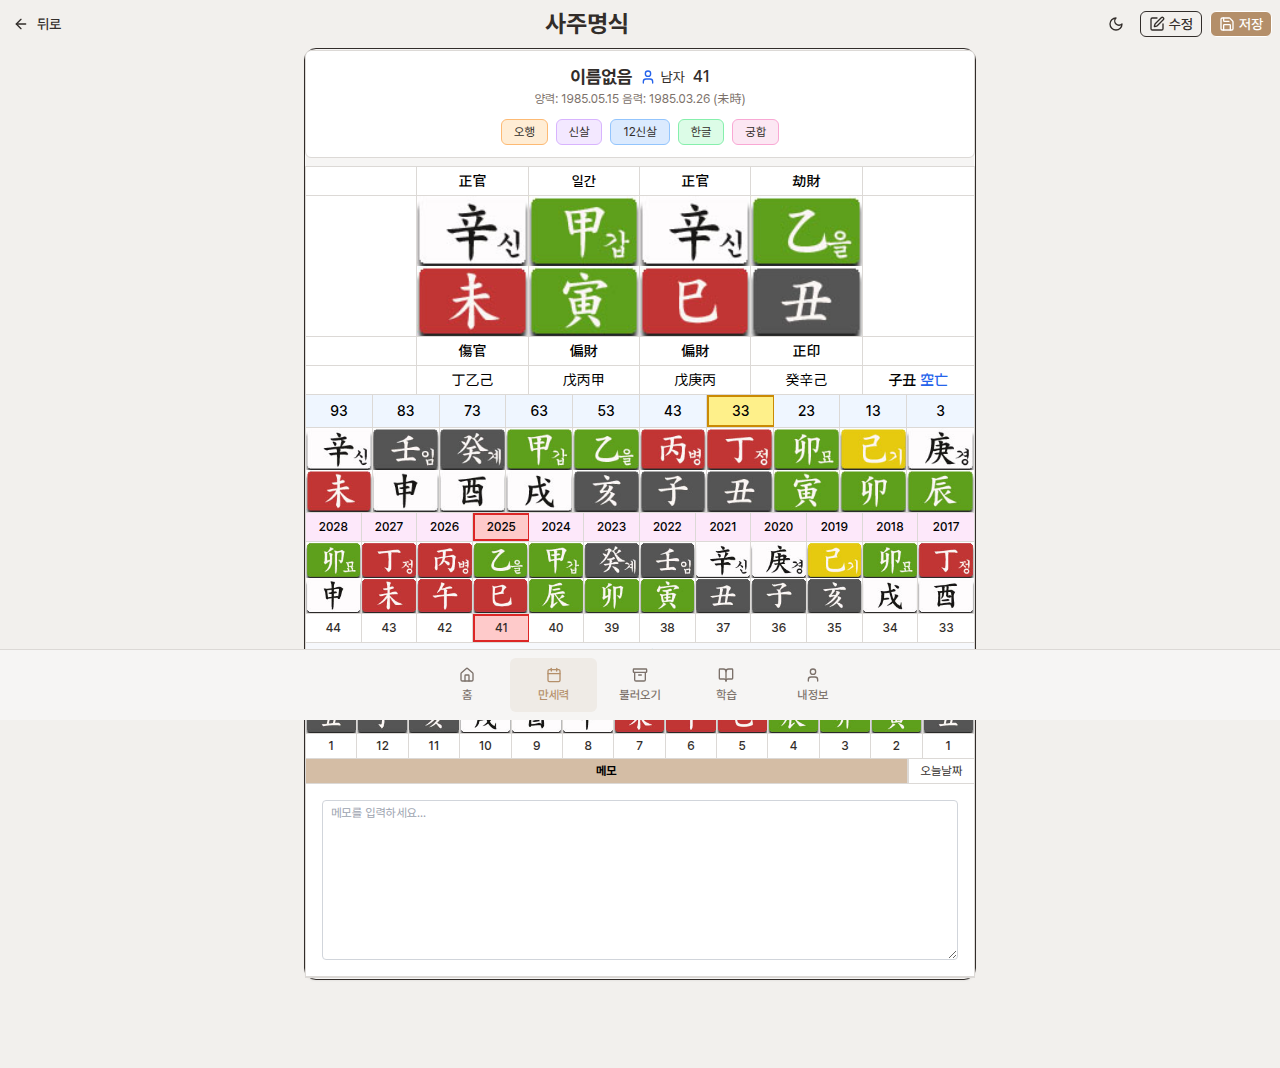 뒤로
사주명식
수정
저장
이름없음 남자 41
양력: 1985.05.15 음력: 1985.03.26 (未時)
오행 신살 12신살 한글 궁합
正官 일간 正官 劫財
辛신 甲갑 辛신 乙을
未 寅 巳 丑
傷官 偏財 偏財 正印
丁乙己 戊丙甲 戊庚丙 癸辛己 子丑 空亡
93 83 73 63 53 43 33 23 13 3
辛신 壬임 癸계 甲갑 乙을 丙병 丁정 卯묘 己기 庚경
未 申 酉 戌 亥 子 丑 寅 卯 辰
2028 2027 2026 2025 2024 2023 2022 2021 2020 2019 2018 2017
卯묘 丁정 丙병 乙을 甲갑 癸계 壬임 辛신 庚경 己기 卯묘 丁정
申 未 午 巳 辰 卯 寅 丑 子 亥 戌 酉
44 43 42 41 40 39 38 37 36 35 34 33
홈 만세력 불러오기 학습 내정보
1 12 11 10 9 8 7 6 5 4 3 2 1
메모 오늘날짜
메모를 입력하세요...